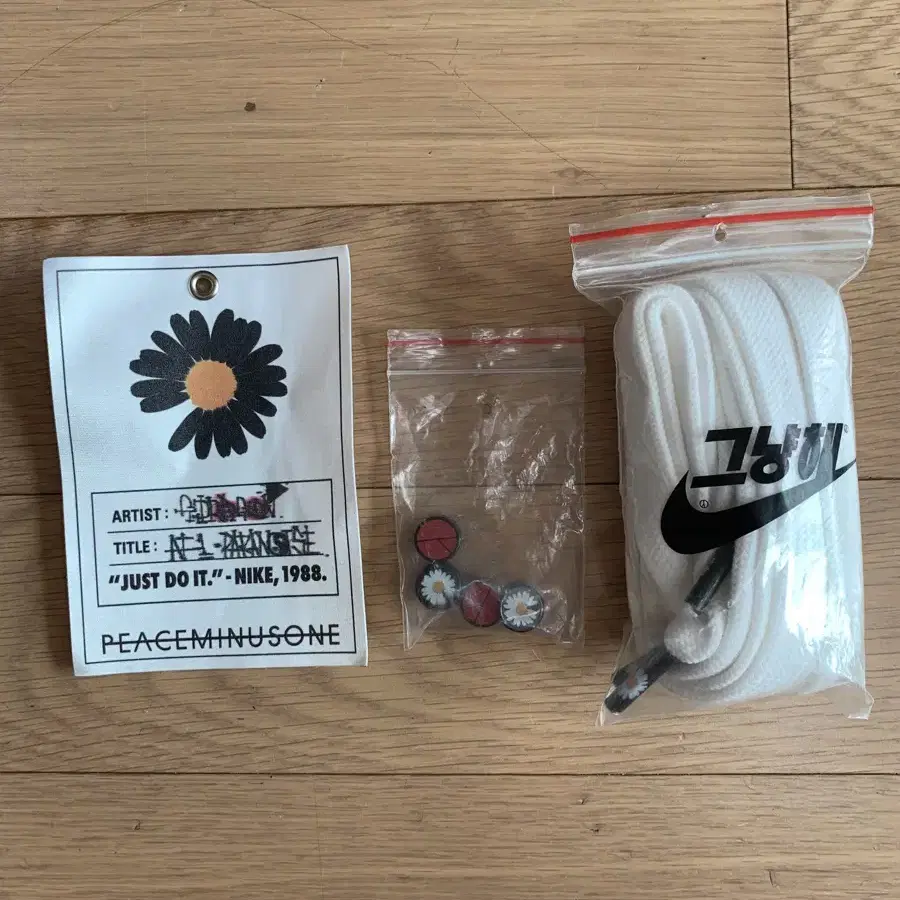 ARTIST :
TITLE :
"JUST DO IT." - NIKE, 1988.
PEACEMINUSONE
그냥해